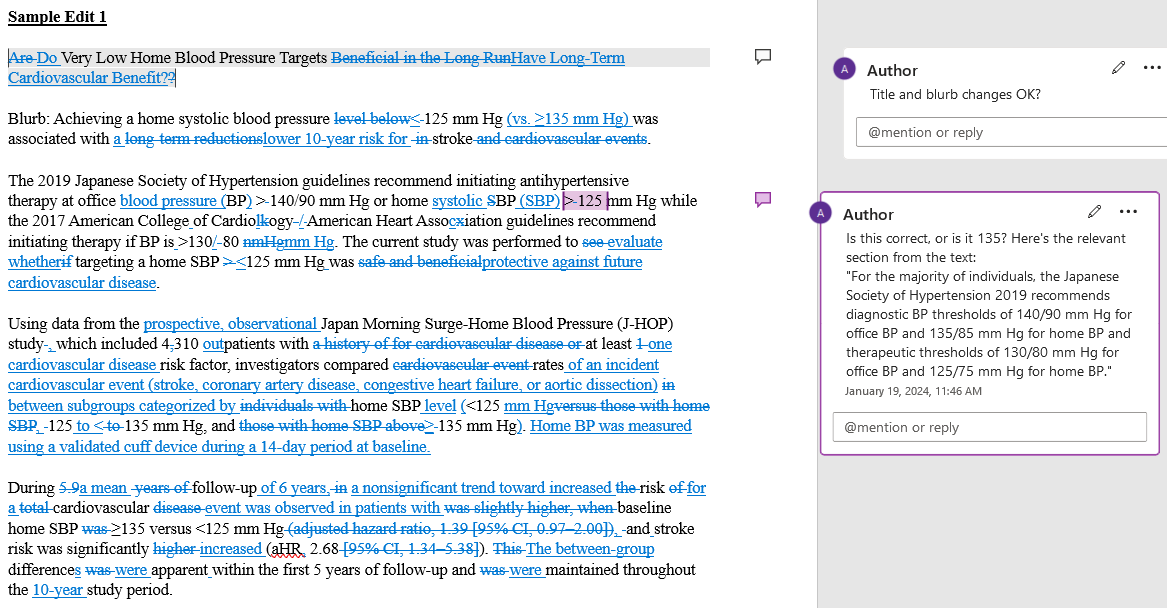 Sample Edit 1
Are Do Very Low Home Blood Pressure Targets Beneficial in the Long RunHave Long-Term
Cardiovascular Benefit??
Blurb: Achieving a home systolic blood pressure level below< 125 mm Hg (vs. ≥135 mm Hg) was
associated with a long-term reductionslower 10-year risk for in stroke and cardiovascular events.
The 2019 Japanese Society of Hypertension guidelines recommend initiating antihypertensive
therapy at office blood pressure (BP) > 140/90 mm Hg or home systolic SBP (SBP) > 125 mm Hg while
the 2017 American College of Cardiolkogy / American Heart Assocxiation guidelines recommend
initiating therapy if BP is >130/ 80 nmHgmm Hg. The current study was performed to see evaluate
whetherif targeting a home SBP > <125 mm Hg was safe and beneficialprotective against future
cardiovascular disease.
Using data from the prospective, observational Japan Morning Surge-Home Blood Pressure (J-HOP)
study , which included 4,310 outpatients with a history of for cardiovascular disease or at least 1 one
cardiovascular disease risk factor, investigators compared cardiovascular event rates of an incident
cardiovascular event (stroke, coronary artery disease, congestive heart failure, or aortic dissection) in
between subgroups categorized by individuals with home SBP level (<125 mm Hgversus those with home
SBP, 125 to < to 135 mm Hg, and those with home SBP above> 135 mm Hg). Home BP was measured
using a validated cuff device during a 14-day period at baseline.
During 5.9a mean years of follow-up of 6 years, in a nonsignificant trend toward increased the risk of for
a total cardiovascular disease event was observed in patients with was slightly higher, when baseline
home SBP was ≥135 versus <125 mm Hg (adjusted hazard ratio, 1.39 [95% CI, 0.97–2.00]), and stroke
risk was significantly higher increased (aHR, 2.68 [95% CI, 1.34–5.38]). This The between-group
differences was were apparent within the first 5 years of follow-up and was were maintained throughout
the 10-year study period.
A
Author
Title and blurb changes OK?
@mention or reply
A
Author
Is this correct, or is it 135? Here's the relevant
section from the text:
"For the majority of individuals, the Japanese
Society of Hypertension 2019 recommends
diagnostic BP thresholds of 140/90 mm Hg for
office BP and 135/85 mm Hg for home BP and
therapeutic thresholds of 130/80 mm Hg for
office BP and 125/75 mm Hg for home BP."
January 19, 2024, 11:46 AM
@mention or reply